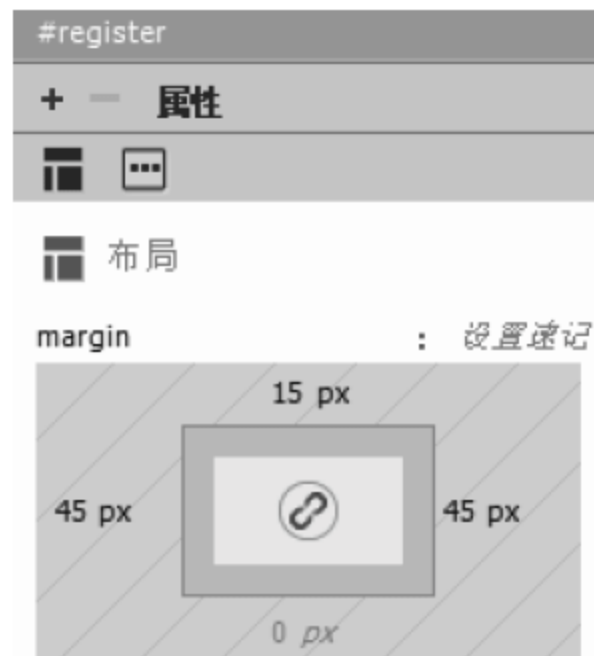 #register
+ − 属性
布局
margin : 设置速记
15 px
45 px 45 px
0 px